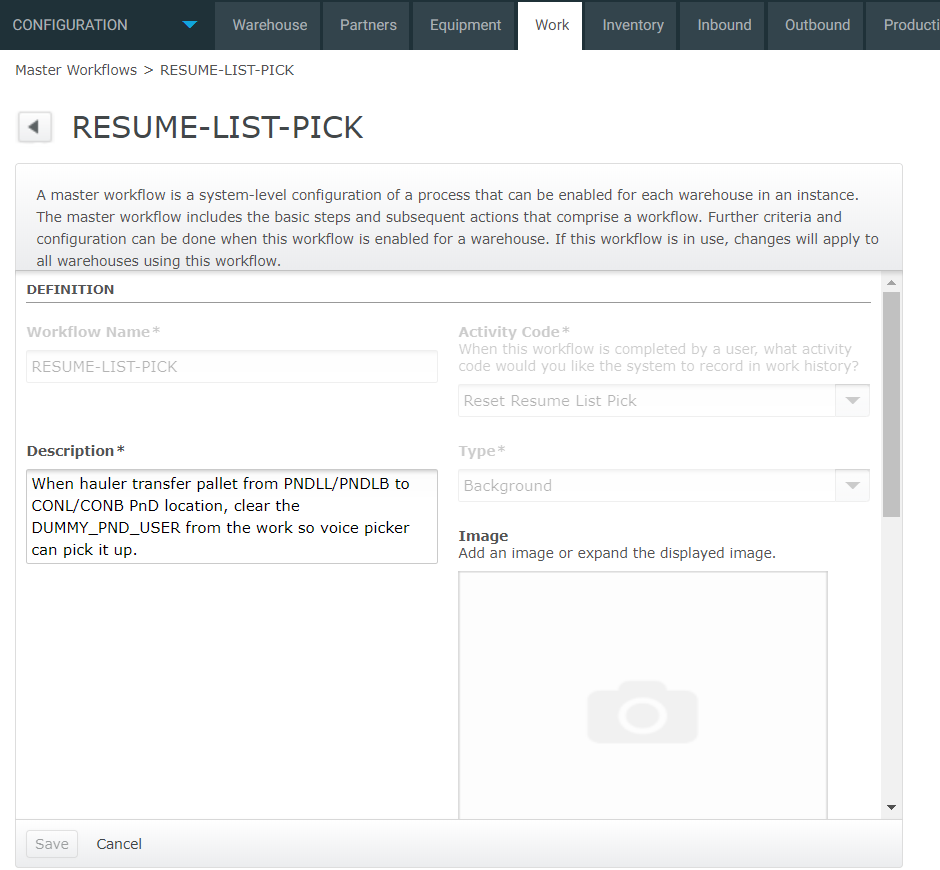 CONFIGURATION Warehouse Partners Equipment Work Inventory Inbound Outbound Producti
Master Workflows > RESUME-LIST-PICK
RESUME-LIST-PICK
A master workflow is a system-level configuration of a process that can be enabled for each warehouse in an instance.
The master workflow includes the basic steps and subsequent actions that comprise a workflow. Further criteria and
configuration can be done when this workflow is enabled for a warehouse. If this workflow is in use, changes will apply to
all warehouses using this workflow.
DEFINITION
Workflow Name*
RESUME-LIST-PICK
Activity Code*
When this workflow is completed by a user, what activity
code would you like the system to record in work history?
Reset Resume List Pick
Description*
When hauler transfer pallet from PNDLL/PNDLB to
CONL/CONB PnD location, clear the
DUMMY_PND_USER from the work so voice picker
can pick it up.
Type*
Background
Image
Add an image or expand the displayed image.
Save Cancel